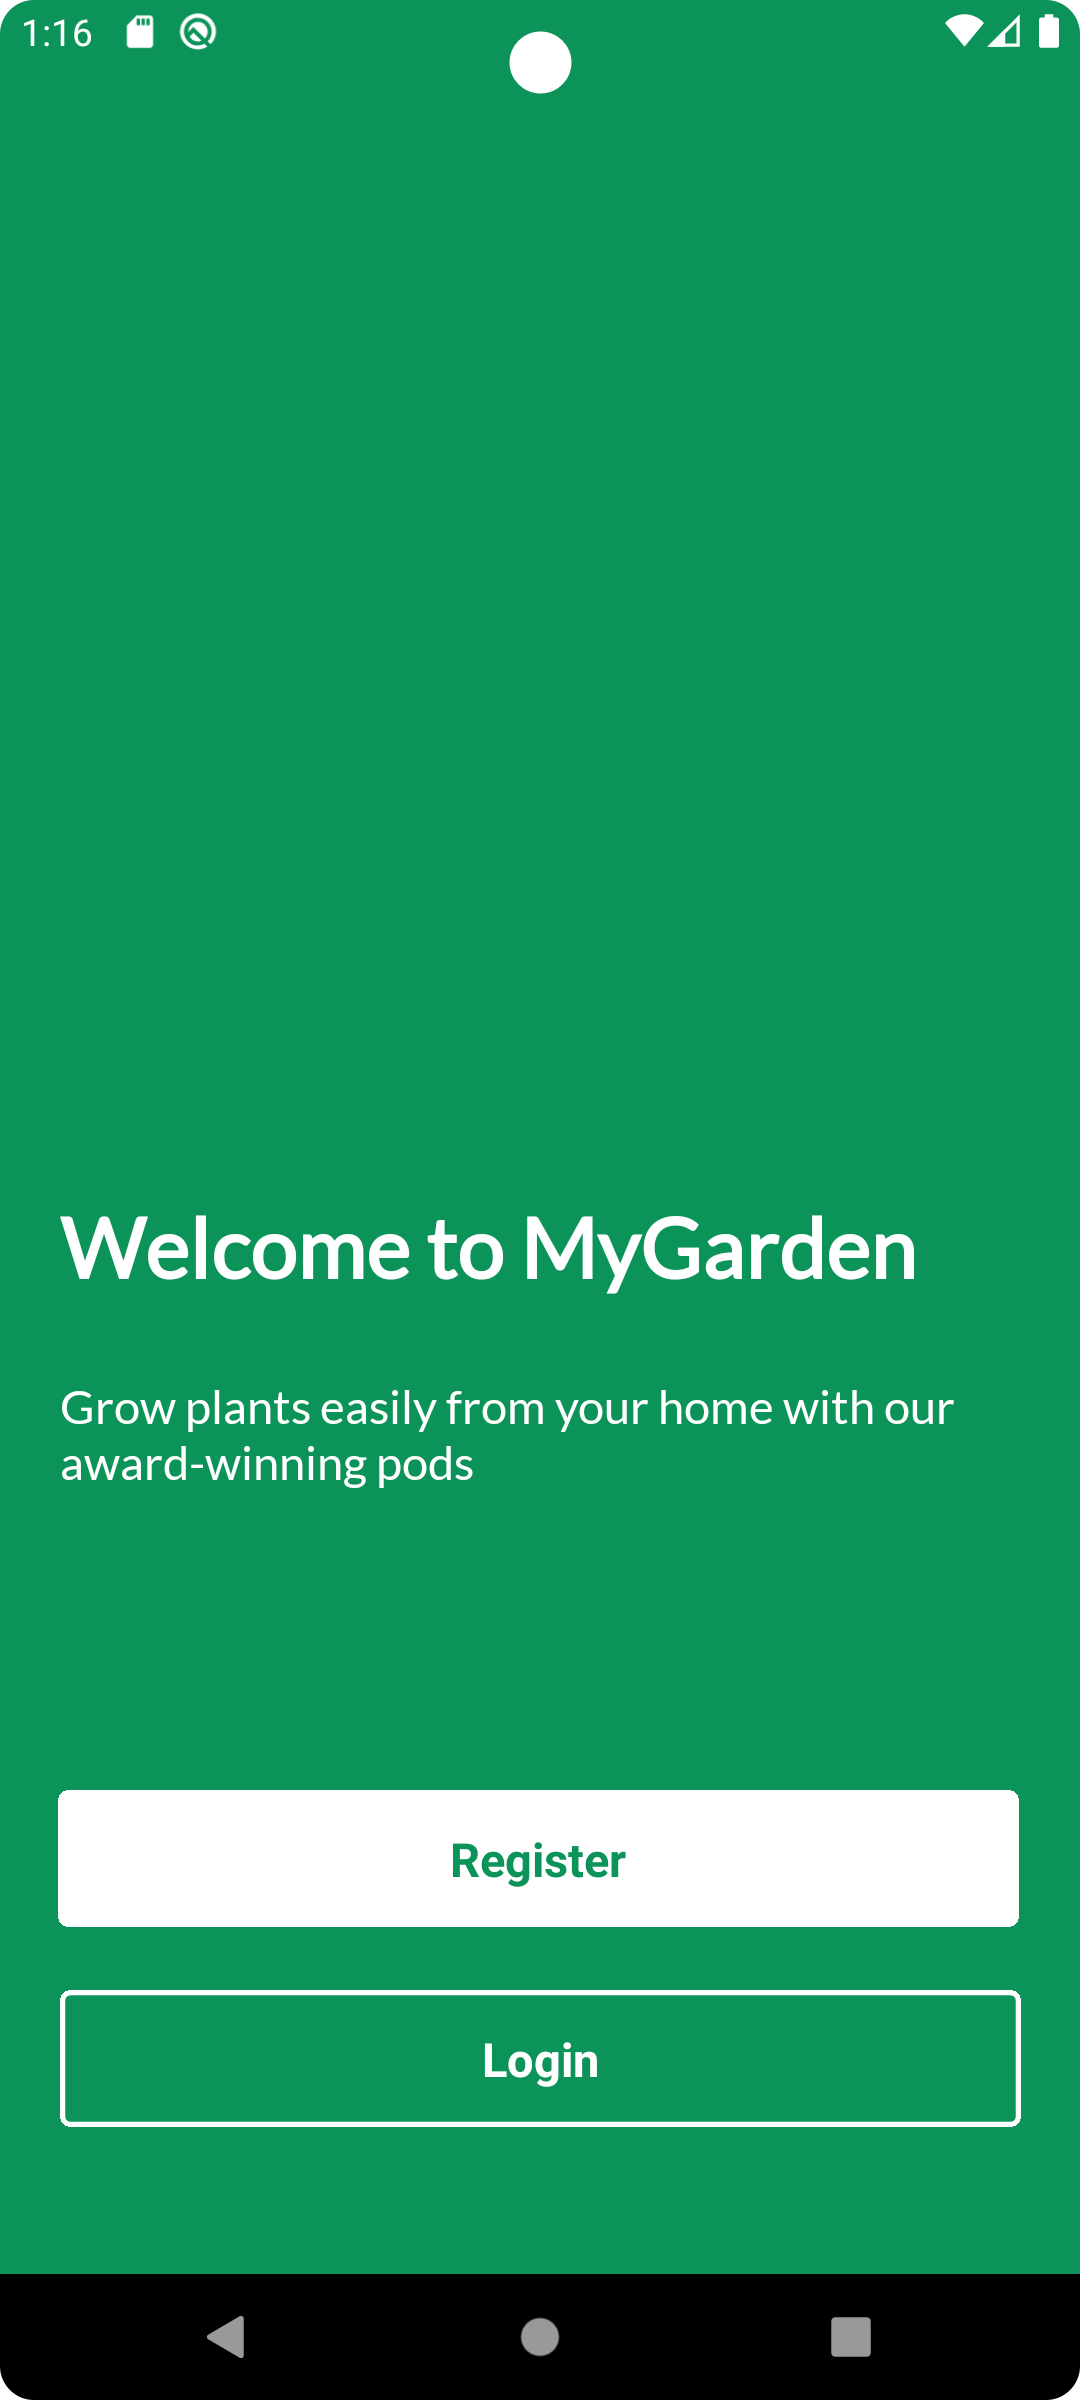 1:16
Welcome to MyGarden
Grow plants easily from your home with our
award-winning pods
Register
Login